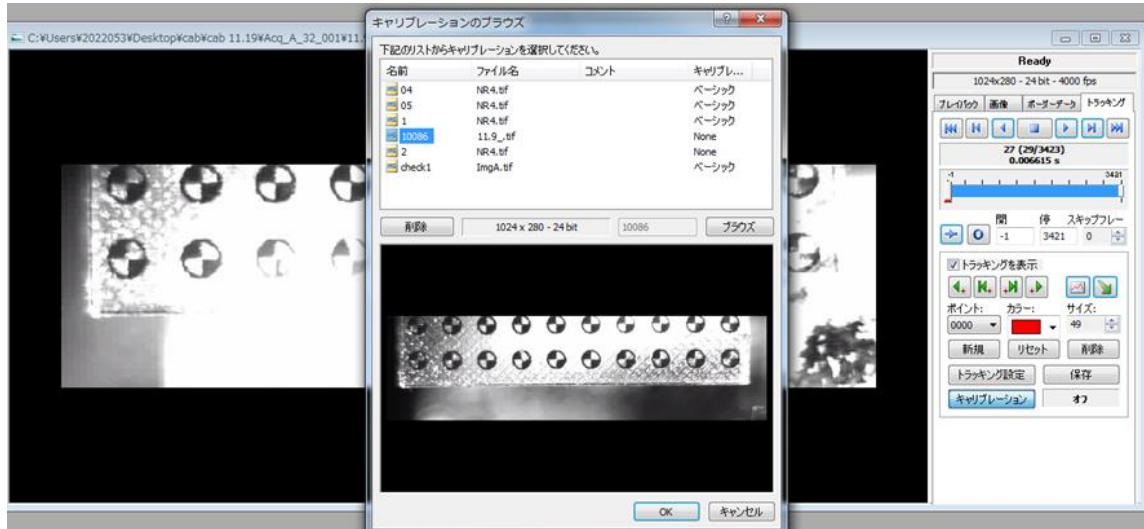 C:¥Users¥2022053¥Desktop¥cab¥cab 11.19¥Acq_A_32_001¥11.
キャリブレーションのブラウズ
下記のリストからキャリブレーションを選択してください。
名前 ファイル名 コメント キャリブレ...
04 NR4.tif ベーシック
05 NR4.tif ベーシック
1 NR4.tif ベーシック
10086 11.9_.tif None
2 NR4.tif None
check1 ImgA.tif ベーシック
削除 1024 x 280 - 24 bit 10086 ブラウズ
OK キャンセル
Ready
1024x280 - 24 bit - 4000 fps
プレイバック 画像 ボーダーデータ トラッキング
27 (29/3423)
0.006615 s
-1 3421
開 停 スキップフレー
-1 3421 0
トラッキングを表示
ポイント: カラー: サイズ:
0000 49
新規 リセット 削除
トラッキング設定 保存
キャリブレーション オフ